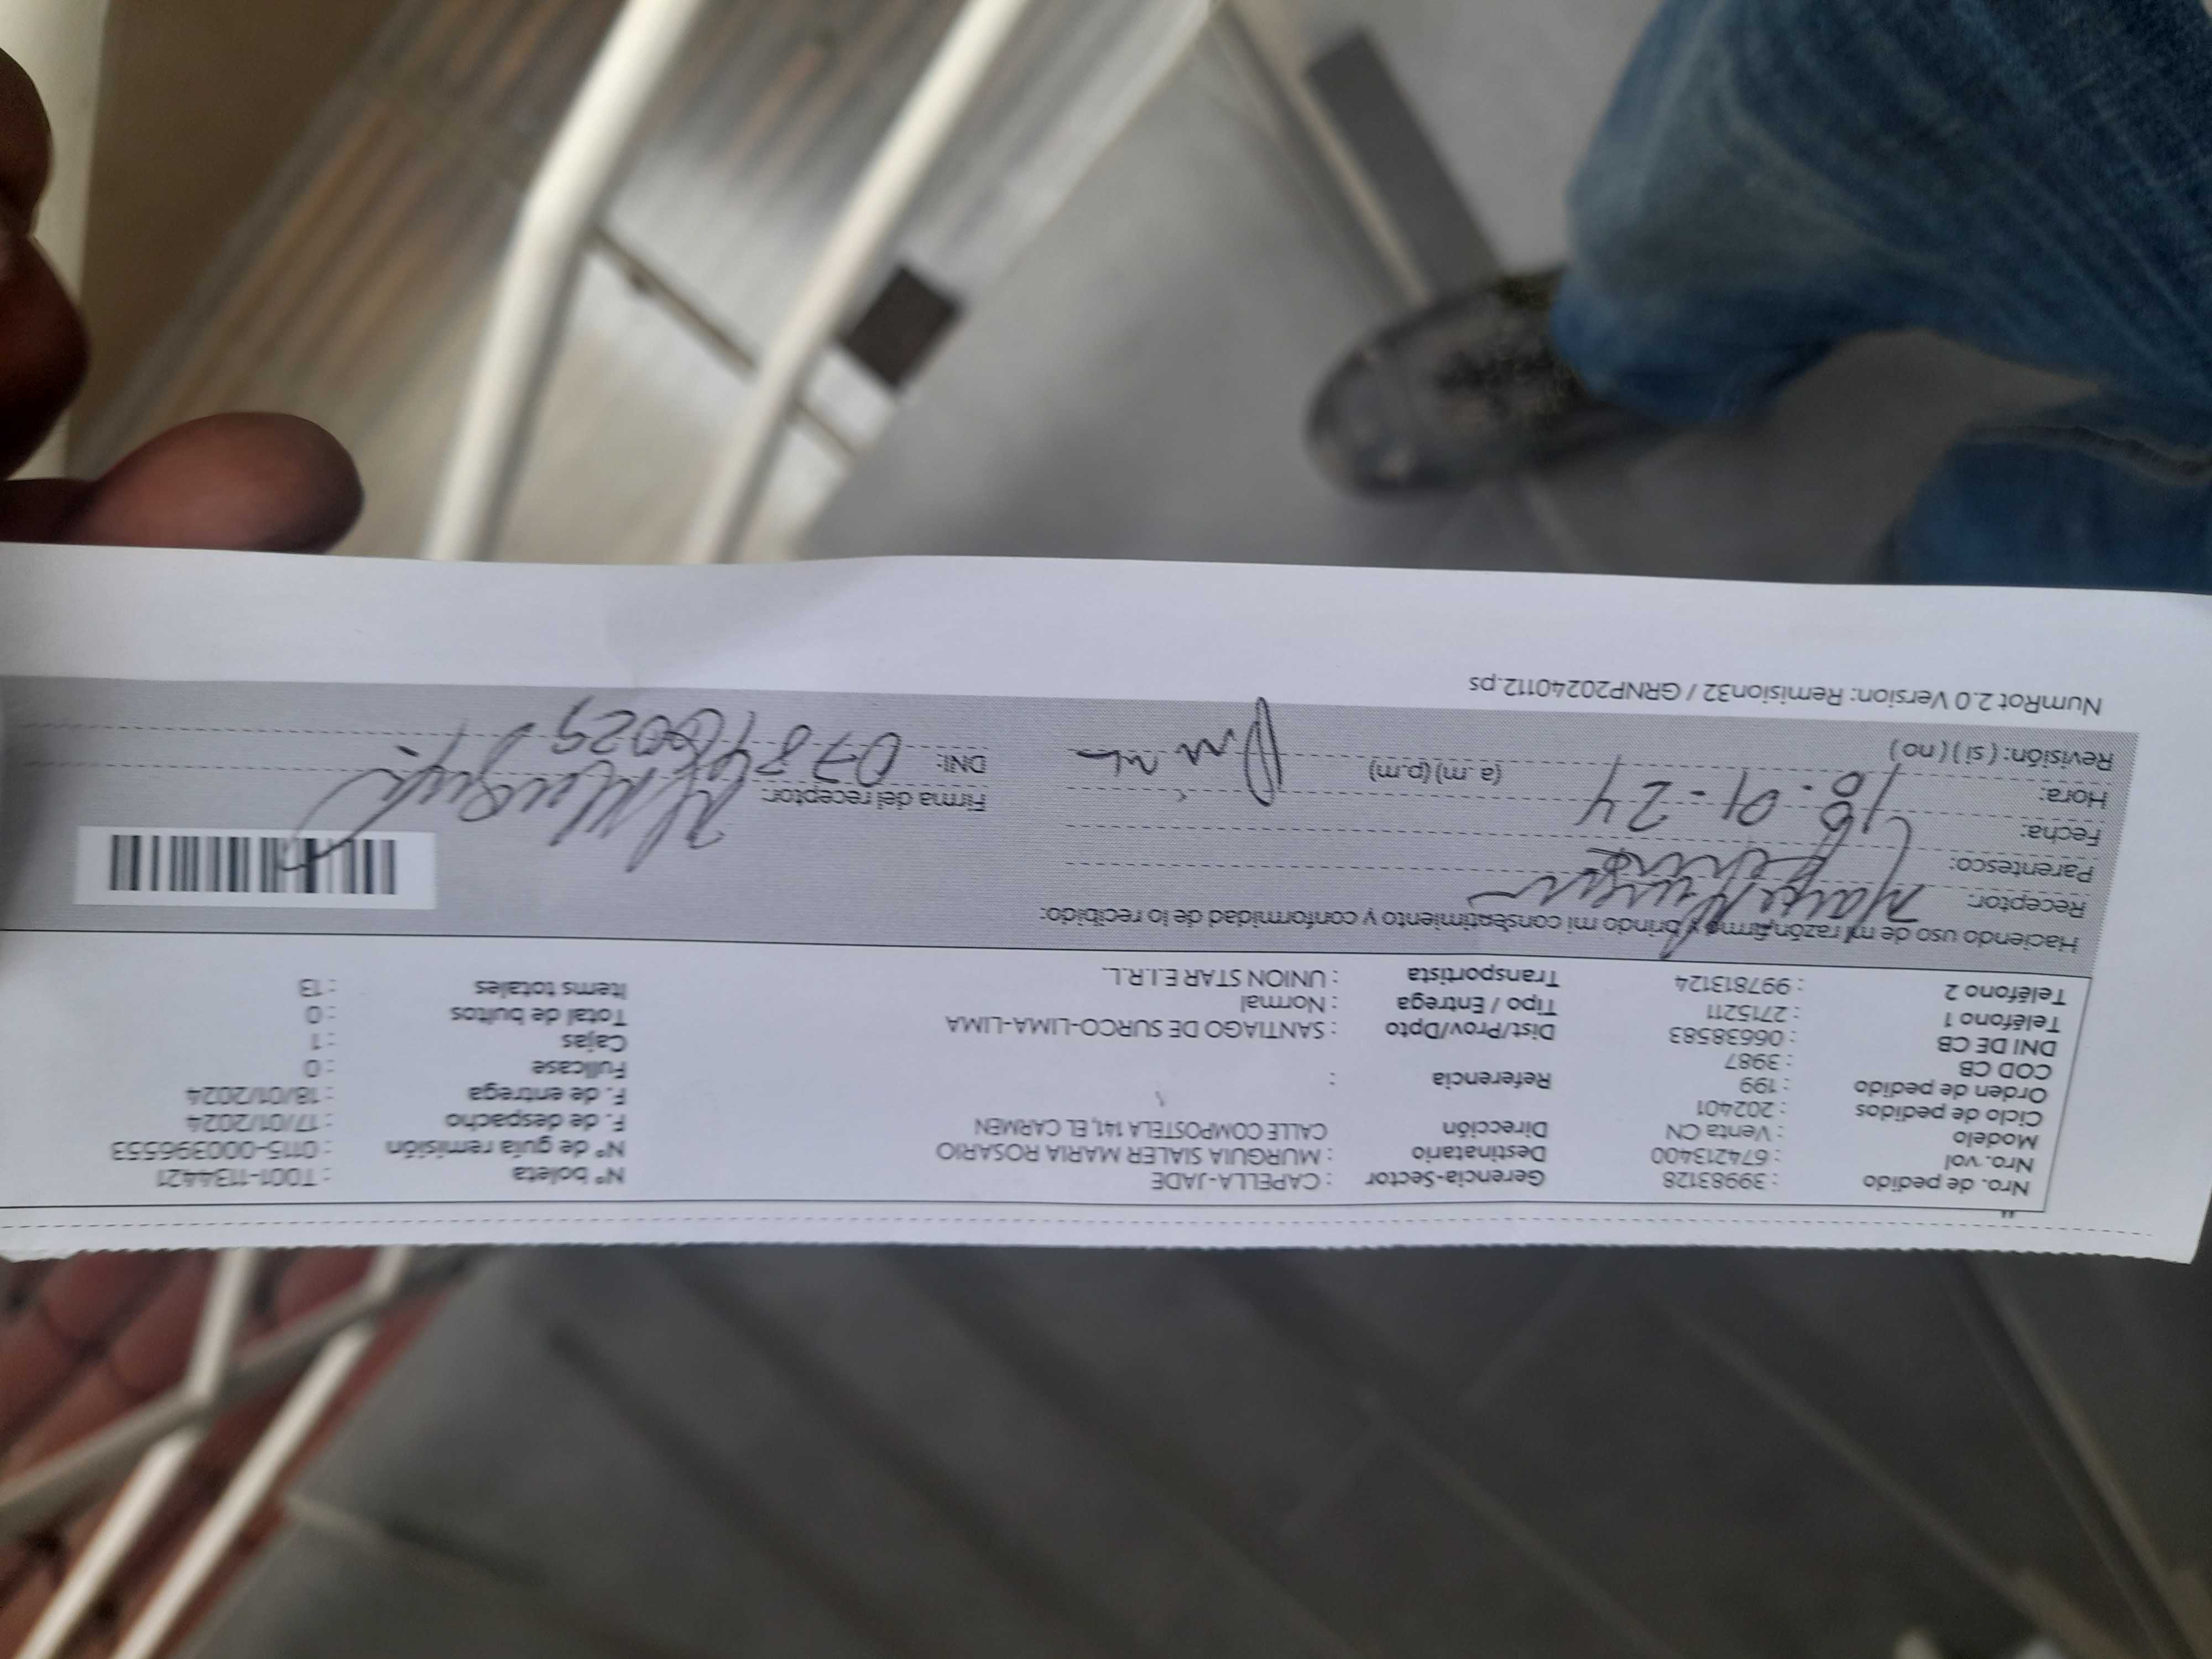 Nro. de pedido : 39983128 Gerencia-Sector : CAPELLA-JADE Nº boleta : T001-1134421
Nro. vol : 674213400 Destinatario : MURGUIA SIALER MARIA ROSARIO Nº de guía remisión : 0115-000396553
Modelo : Venta CN Dirección CALLE COMPOSTELA 141, EL CARMEN F. de despacho : 17/01/2024
Ciclo de pedidos : 202401 F. de entrega : 18/01/2024
Orden de pedido : 199 Referencia : Fullcase : 0
COD CB : 3987 Cajas : 1
DNI DE CB : 06638583 Dist/Prov/Dpto : SANTIAGO DE SURCO-LIMA-LIMA Total de bultos : 0
Teléfono 1 : 2715211 Tipo / Entrega : Normal Items totales : 13
Teléfono 2 : 997813124 Transportista : UNION STAR E.I.R.L.
Haciendo uso de mi razón firmo y brindo mi consentimiento y conformidad de lo recibido:
Receptor:
Parentesco:
Fecha: 18.01-24 Firma del receptor:
Hora: (a .m) (p.m) DNI:
Revisión: ( si ) ( no )
NumRot 2.0 Version: Remision32 / GRNP20240112.ps